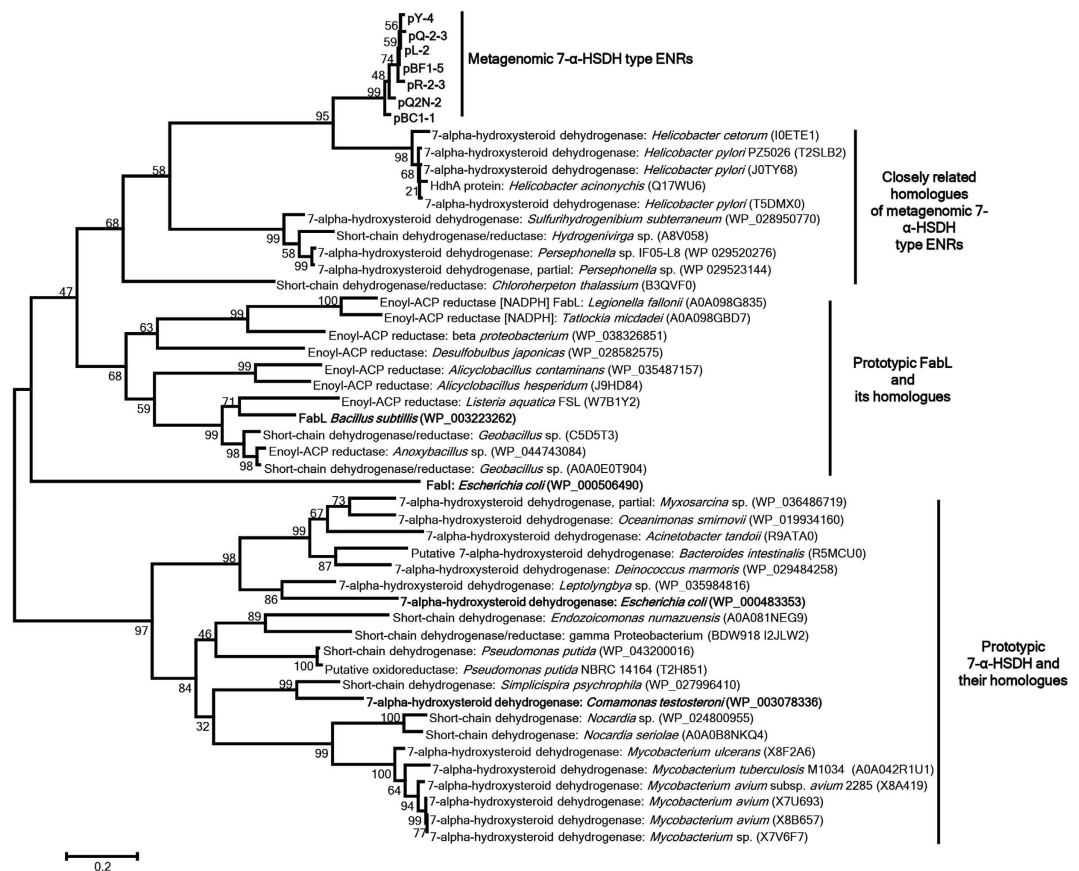 56
pY-4
59
pQ-2-3
pL-2
74
pBF1-5
48
pR-2-3
99
pQ2N-2
pBC1-1
Metagenomic 7-α-HSDH type ENRs
95
7-alpha-hydroxysteroid dehydrogenase: Helicobacter cetorum (I0ETE1)
98
7-alpha-hydroxysteroid dehydrogenase: Helicobacter pylori PZ5026 (T2SLB2)
68
7-alpha-hydroxysteroid dehydrogenase: Helicobacter pylori (J0TY68)
21
HdhA protein: Helicobacter acinonychis (Q17WU6)
7-alpha-hydroxysteroid dehydrogenase: Helicobacter pylori (T5DMX0)
58
7-alpha-hydroxysteroid dehydrogenase: Sulfurihydrogenibium subterraneum (WP_028950770)
99
Short-chain dehydrogenase/reductase: Hydrogenivirga sp. (A8V058)
58
7-alpha-hydroxysteroid dehydrogenase: Persephonella sp. IF05-L8 (WP 029520276)
99
7-alpha-hydroxysteroid dehydrogenase, partial: Persephonella sp. (WP 029523144)
68
Short-chain dehydrogenase/reductase: Chloroherpeton thalassium (B3QVF0)
Closely related
homologues
of metagenomic 7-
α-HSDH
type ENRs
47
100
Enoyl-ACP reductase [NADPH] FabL: Legionella fallonii (A0A098G835)
99
Enoyl-ACP reductase [NADPH]: Tatlockia micdadei (A0A098GBD7)
63
Enoyl-ACP reductase: beta proteobacterium (WP_038326851)
Enoyl-ACP reductase: Desulfobulbus japonicas (WP_028582575)
68
99
Enoyl-ACP reductase: Alicyclobacillus contaminans (WP_035487157)
Enoyl-ACP reductase: Alicyclobacillus hesperidum (J9HD84)
59
71
Enoyl-ACP reductase: Listeria aquatica FSL (W7B1Y2)
FabL Bacillus subtillis (WP_003223262)
99
Short-chain dehydrogenase/reductase: Geobacillus sp. (C5D5T3)
98
Enoyl-ACP reductase: Anoxybacillus sp. (WP_044743084)
98
Short-chain dehydrogenase/reductase: Geobacillus sp. (A0A0E0T904)
Prototypic FabL
and
its homologues
FabI: Escherichia coli (WP_000506490)
73
7-alpha-hydroxysteroid dehydrogenase, partial: Myxosarcina sp. (WP_036486719)
67
7-alpha-hydroxysteroid dehydrogenase: Oceanimonas smirnovii (WP_019934160)
99
7-alpha-hydroxysteroid dehydrogenase: Acinetobacter tandoii (R9ATA0)
Putative 7-alpha-hydroxysteroid dehydrogenase: Bacteroides intestinalis (R5MCU0)
87
7-alpha-hydroxysteroid dehydrogenase: Deinococcus marmoris (WP_029484258)
98
7-alpha-hydroxysteroid dehydrogenase: Leptolyngbya sp. (WP_035984816)
86
7-alpha-hydroxysteroid dehydrogenase: Escherichia coli (WP_000483353)
97
89
Short-chain dehydrogenase: Endozoicomonas numazuensis (A0A081NEG9)
46
Short-chain dehydrogenase/reductase: gamma Proteobacterium (BDW918 I2JLW2)
Short-chain dehydrogenase: Pseudomonas putida (WP_043200016)
100
Putative oxidoreductase: Pseudomonas putida NBRC 14164 (T2H851)
84
99
Short-chain dehydrogenase: Simplicispira psychrophila (WP_027996410)
7-alpha-hydroxysteroid dehydrogenase: Comamonas testosteroni (WP_003078336)
32
100
Short-chain dehydrogenase: Nocardia sp. (WP_024800955)
Short-chain dehydrogenase: Nocardia seriolae (A0A0B8NKQ4)
99
7-alpha-hydroxysteroid dehydrogenase: Mycobacterium ulcerans (X8F2A6)
100
7-alpha-hydroxysteroid dehydrogenase: Mycobacterium tuberculosis M1034 (A0A042R1U1)
64
7-alpha-hydroxysteroid dehydrogenase: Mycobacterium avium subsp. avium 2285 (X8A419)
94
7-alpha-hydroxysteroid dehydrogenase: Mycobacterium avium (X7U693)
99
7-alpha-hydroxysteroid dehydrogenase: Mycobacterium avium (X8B657)
77
7-alpha-hydroxysteroid dehydrogenase: Mycobacterium sp. (X7V6F7)
Prototypic
7-α-HSDH and
their homologues
0.2